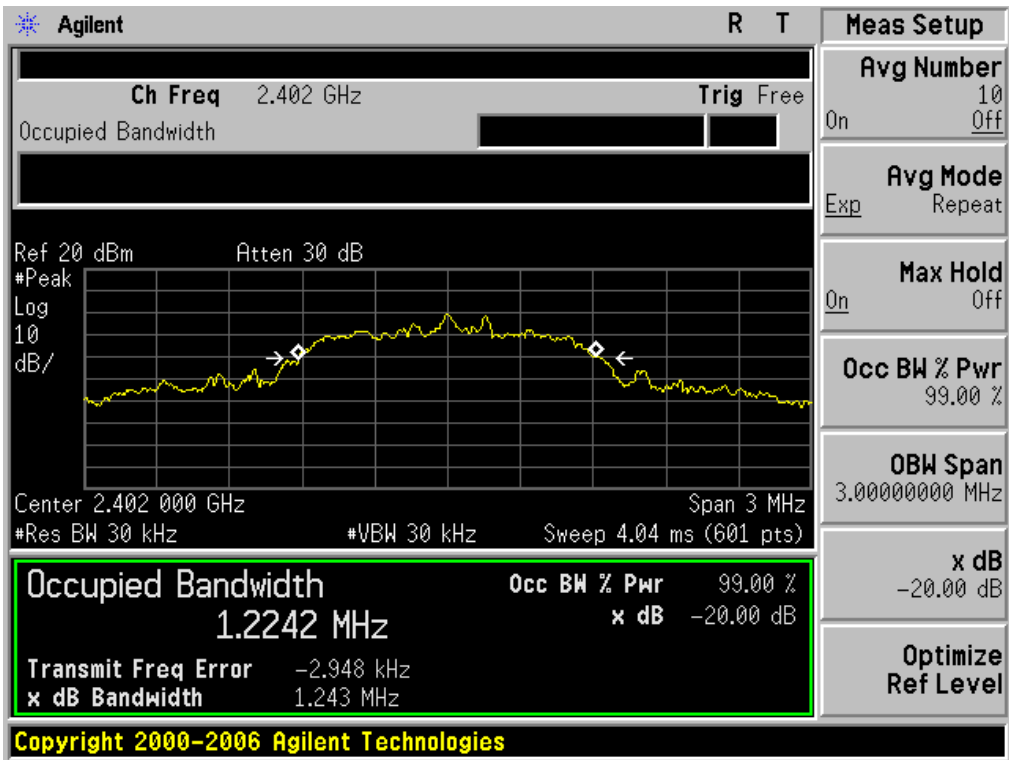 Agilent R T
Ch Freq 2.402 GHz Trig Free
Occupied Bandwidth
Ref 20 dBm Atten 30 dB
#Peak
Log
10
dB/
Center 2.402 000 GHz Span 3 MHz
#Res BW 30 kHz #VBW 30 kHz Sweep 4.04 ms (601 pts)
Occupied Bandwidth Occ BW % Pwr 99.00 %
1.2242 MHz x dB -20.00 dB
Transmit Freq Error -2.948 kHz
x dB Bandwidth 1.243 MHz
Copyright 2000-2006 Agilent Technologies
Meas Setup
Avg Number
10
On Off
Avg Mode
Exp Repeat
Max Hold
On Off
Occ BW % Pwr
99.00 %
OBW Span
3.00000000 MHz
x dB
-20.00 dB
Optimize
Ref Level